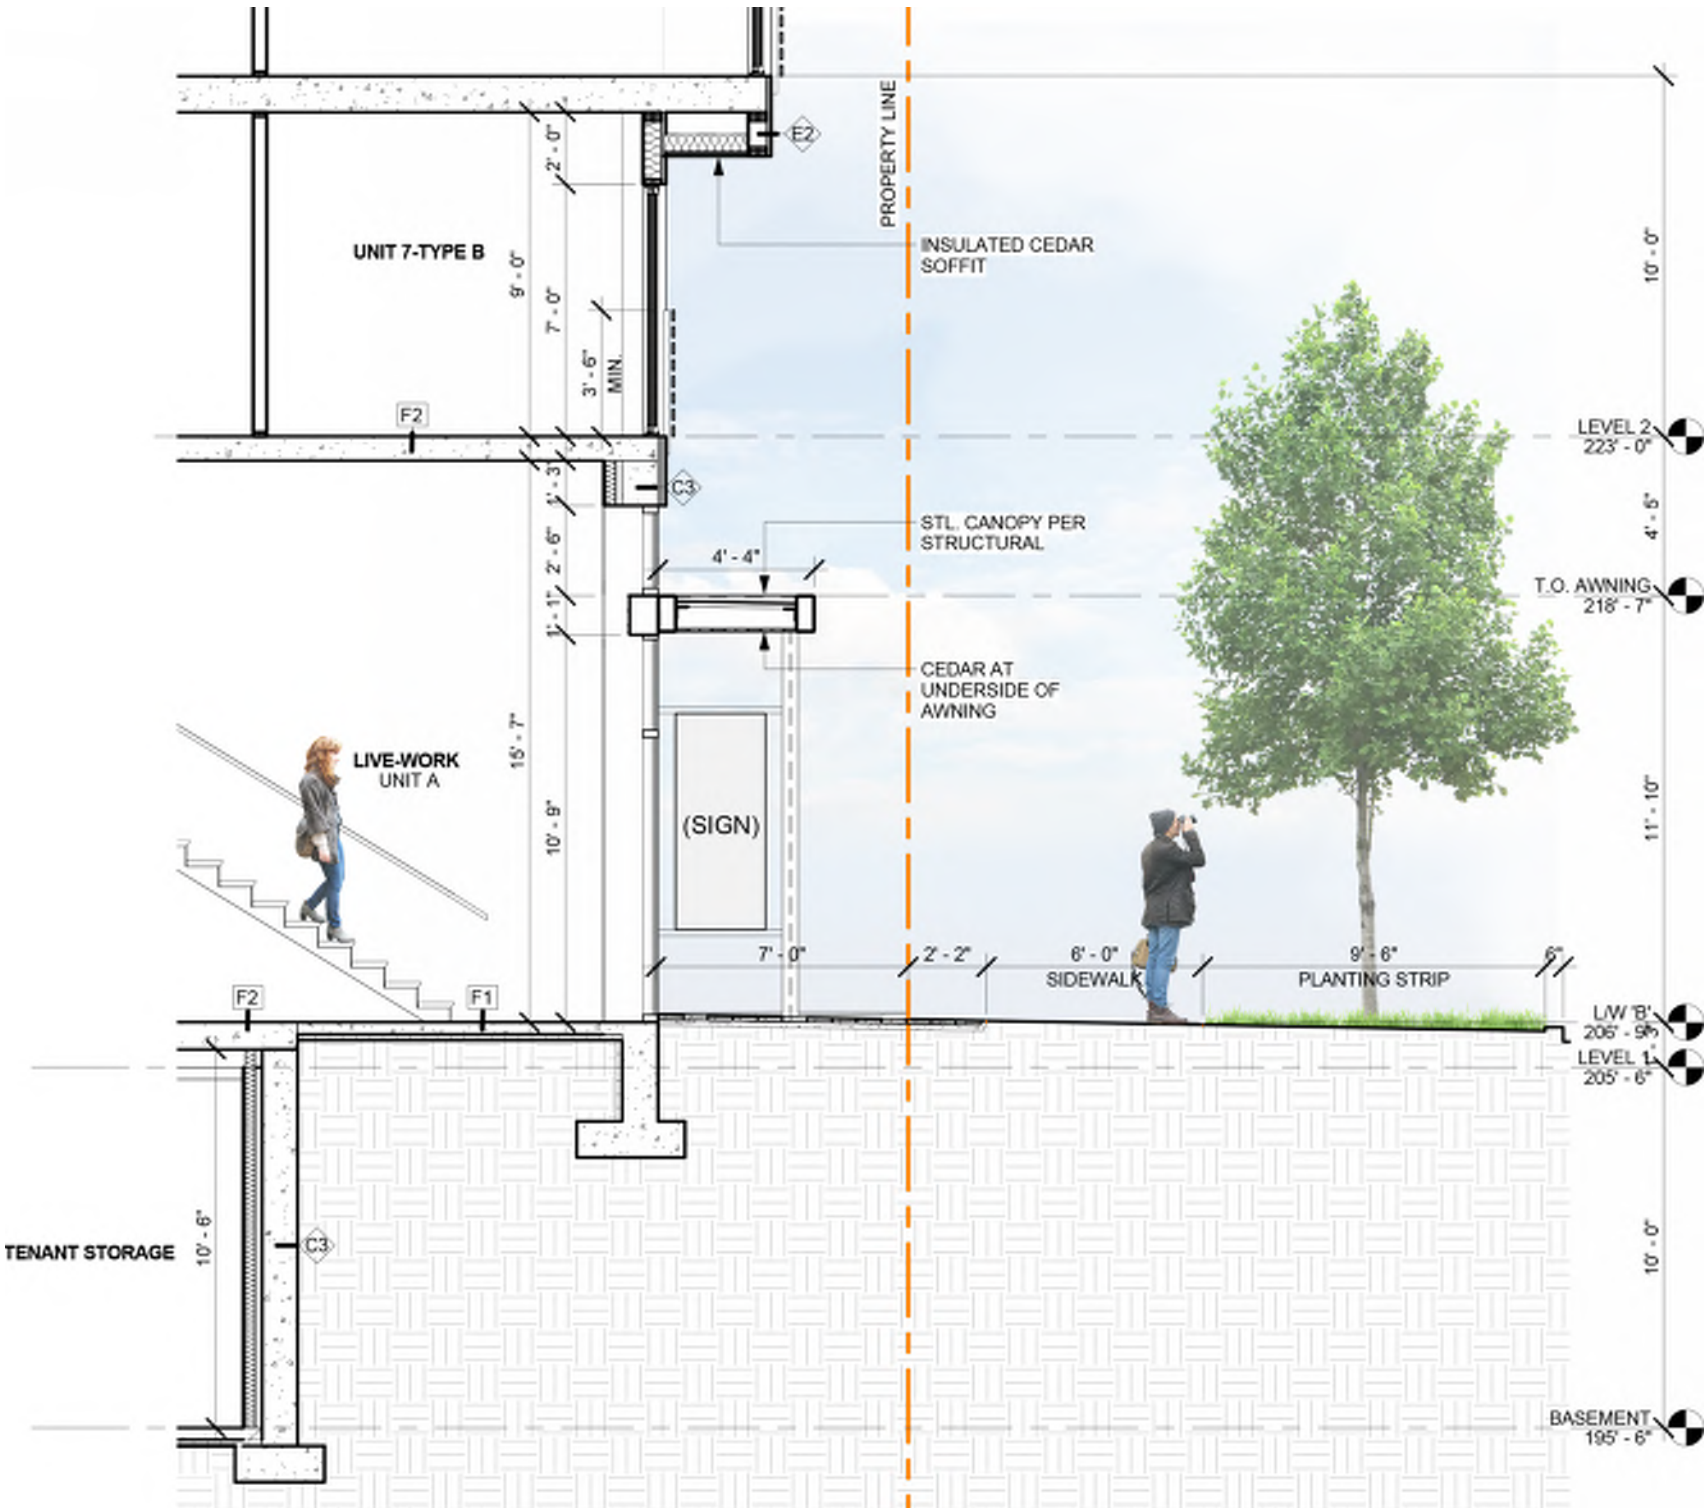 PROPERTY LINE
E2
2' - 0"
INSULATED CEDAR
SOFFIT
10' - 0"
UNIT 7-TYPE B
9' - 0"
7' - 0"
3' - 6"
MIN.
F2
LEVEL 2
223' - 0"
1' - 3"
C3
STL. CANOPY PER
STRUCTURAL
4' - 5"
2' - 6"
4' - 4"
T.O. AWNING
218' - 7"
1' - 1"
CEDAR AT
UNDERSIDE OF
AWNING
15' - 7"
LIVE-WORK
UNIT A
10' - 9"
(SIGN)
11' - 10"
7' - 0"
2' - 2"
6' - 0"
9' - 6"
6"
SIDEWALK
PLANTING STRIP
F2
F1
L/W 'B'
206' - 9"
LEVEL 1
205' - 6"
10' - 6"
C3
TENANT STORAGE
10' - 0"
BASEMENT
195' - 6"